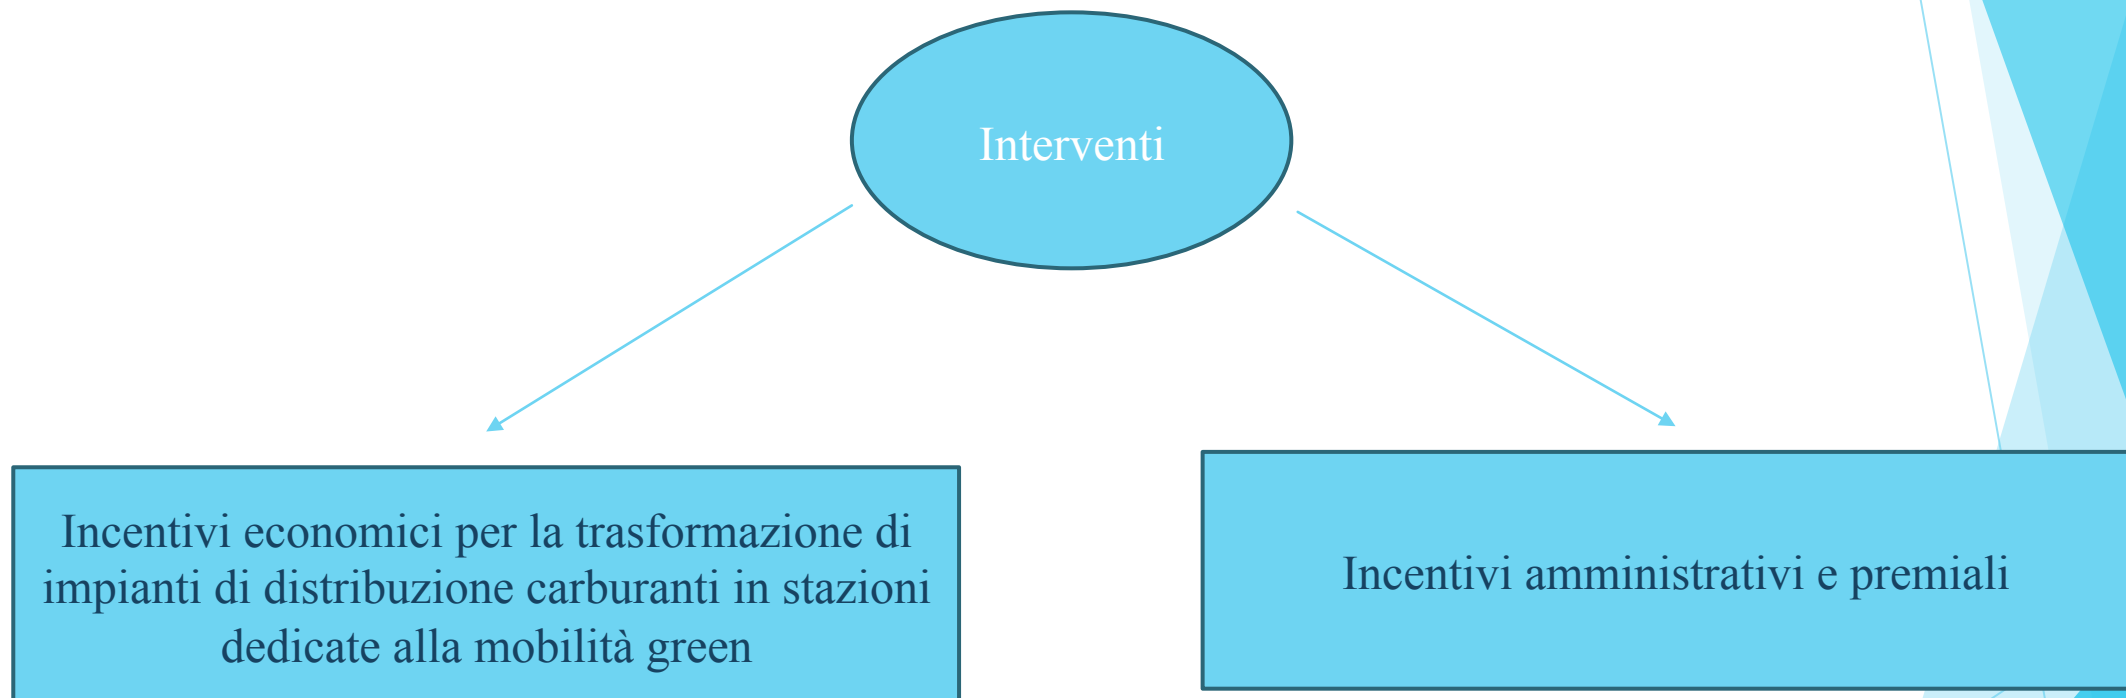 Interventi
Incentivi economici per la trasformazione di
impianti di distribuzione carburanti in stazioni
dedicate alla mobilità green
Incentivi amministrativi e premiali